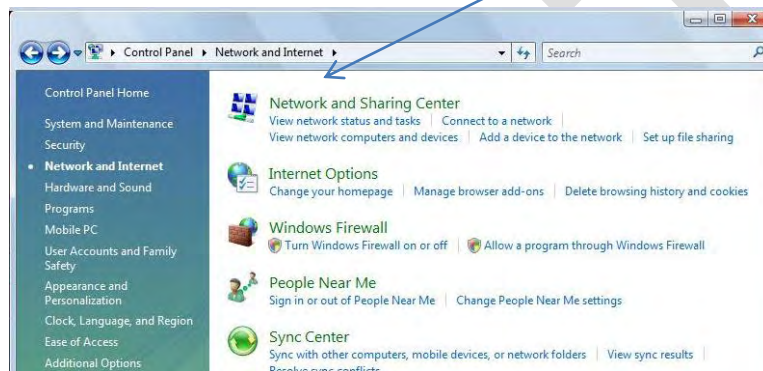 Control Panel Network and Internet Search
Control Panel Home
System and Maintenance
Security
Network and Internet
Hardware and Sound
Programs
Mobile PC
User Accounts and Family
Safety
Appearance and
Personalization
Clock, Language, and Region
Ease of Access
Additional Options
Network and Sharing Center
View network status and tasks Connect to a network
View network computers and devices Add a device to the network Set up file sharing
Internet Options
Change your homepage Manage browser add-ons Delete browsing history and cookies
Windows Firewall
Turn Windows Firewall on or off Allow a program through Windows Firewall
People Near Me
Sign in or out of People Near Me Change People Near Me settings
Sync Center
Sync with other computers, mobile devices, or network folders View sync results
Resolve sync conflicts